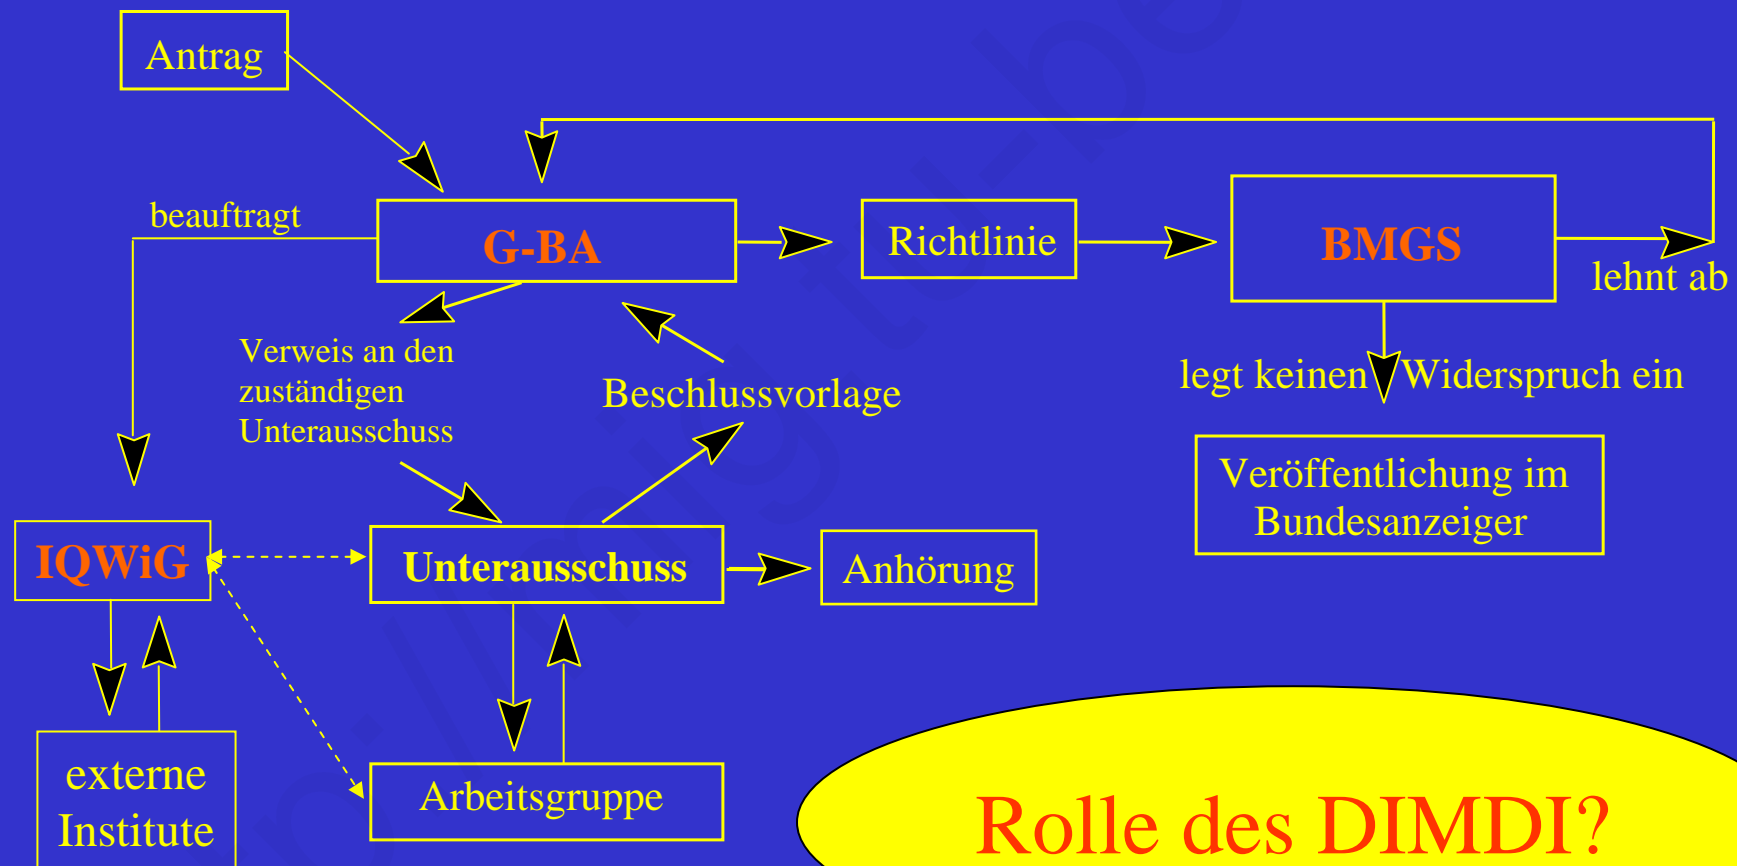 Antrag
beauftragt
G-BA
Richtlinie
BMGS
lehnt ab
Verweis an den
zuständigen
Unterausschuss
Beschlussvorlage
legt keinen Widerspruch ein
Veröffentlichung im
Bundesanzeiger
IQWiG
Unterausschuss
Anhörung
externe
Institute
Arbeitsgruppe
Rolle des DIMDI?